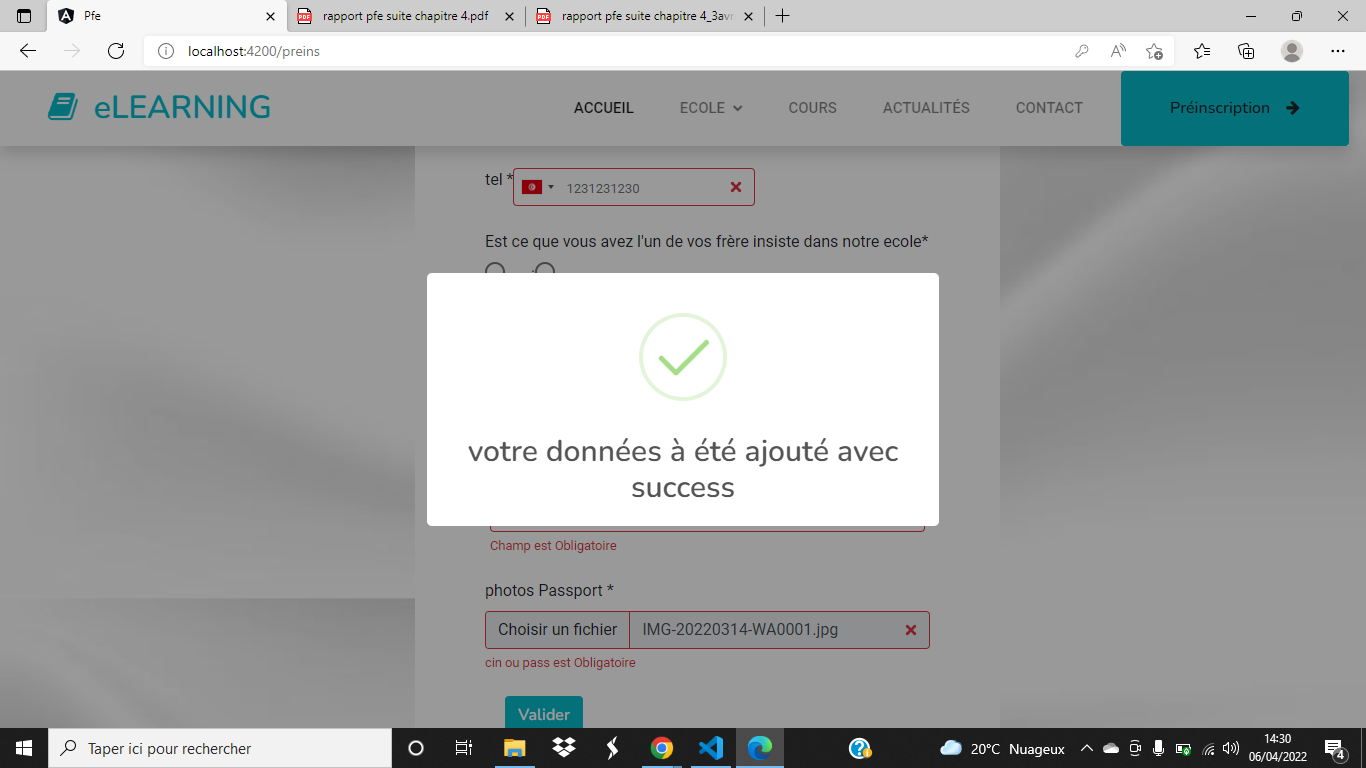 Pfe
rapport pfe suite chapitre 4.pdf
rapport pfe suite chapitre 4_3avr
localhost:4200/preins
eLEARNING
ACCUEIL
ECOLE
COURS
ACTUALITÉS
CONTACT
Préinscription
tel *
1231231230
Est ce que vous avez l'un de vos frère insiste dans notre ecole*
votre données à été ajouté avec
success
Champ est Obligatoire
photos Passport *
Choisir un fichier
IMG-20220314-WA0001.jpg
cin ou pass est Obligatoire
Valider
Taper ici pour rechercher
20°C Nuageux
14:30
06/04/2022
4